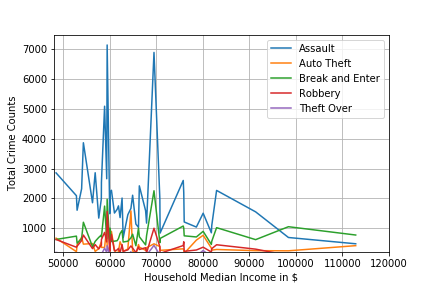 7000
6000
5000
4000
3000
2000
1000
Total Crime Counts
Assault
Auto Theft
Break and Enter
Robbery
Theft Over
50000 60000 70000 80000 90000 100000 110000 120000
Household Median Income in $